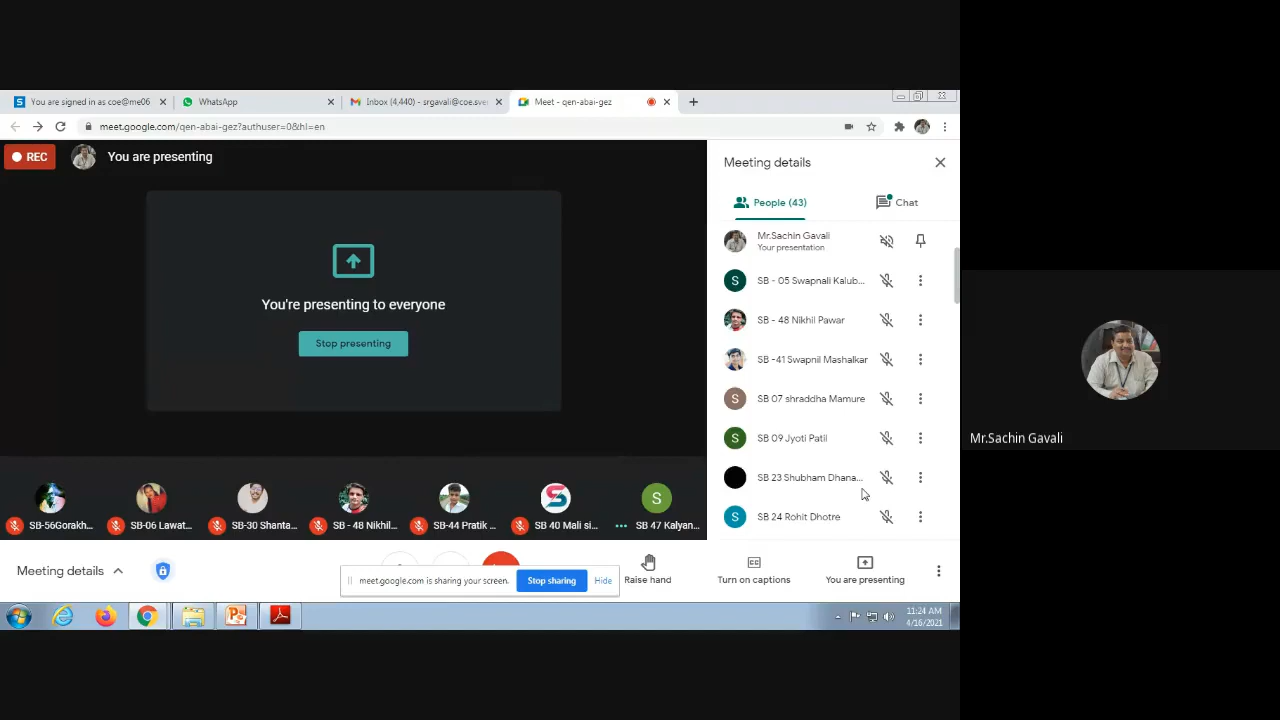 You are signed in as coe@me06
WhatsApp
Inbox (4,440) - srgavali@coe.sver
Meet - qen-abai-gez
meet.google.com/qen-abai-gez?authuser=0&hl=en
REC
You are presenting
You're presenting to everyone
Stop presenting
Meeting details
People (43)
Chat
Mr.Sachin Gavali
Your presentation
SB - 05 Swapnali Kalub...
SB - 48 Nikhil Pawar
SB -41 Swapnil Mashalkar
SB 07 shraddha Mamure
SB 09 Jyoti Patil
SB 23 Shubham Dhana...
SB 24 Rohit Dhotre
S
SB-56Gorakh...
SB-06 Lawat...
SB-30 Shanta...
SB - 48 Nikhil...
SB-44 Pratik ...
SB 40 Mali si...
SB 47 Kalyan...
Meeting details
meet.google.com is sharing your screen.
Stop sharing
Hide
Raise hand
Turn on captions
You are presenting
11:24 AM
4/16/2021
Mr.Sachin Gavali